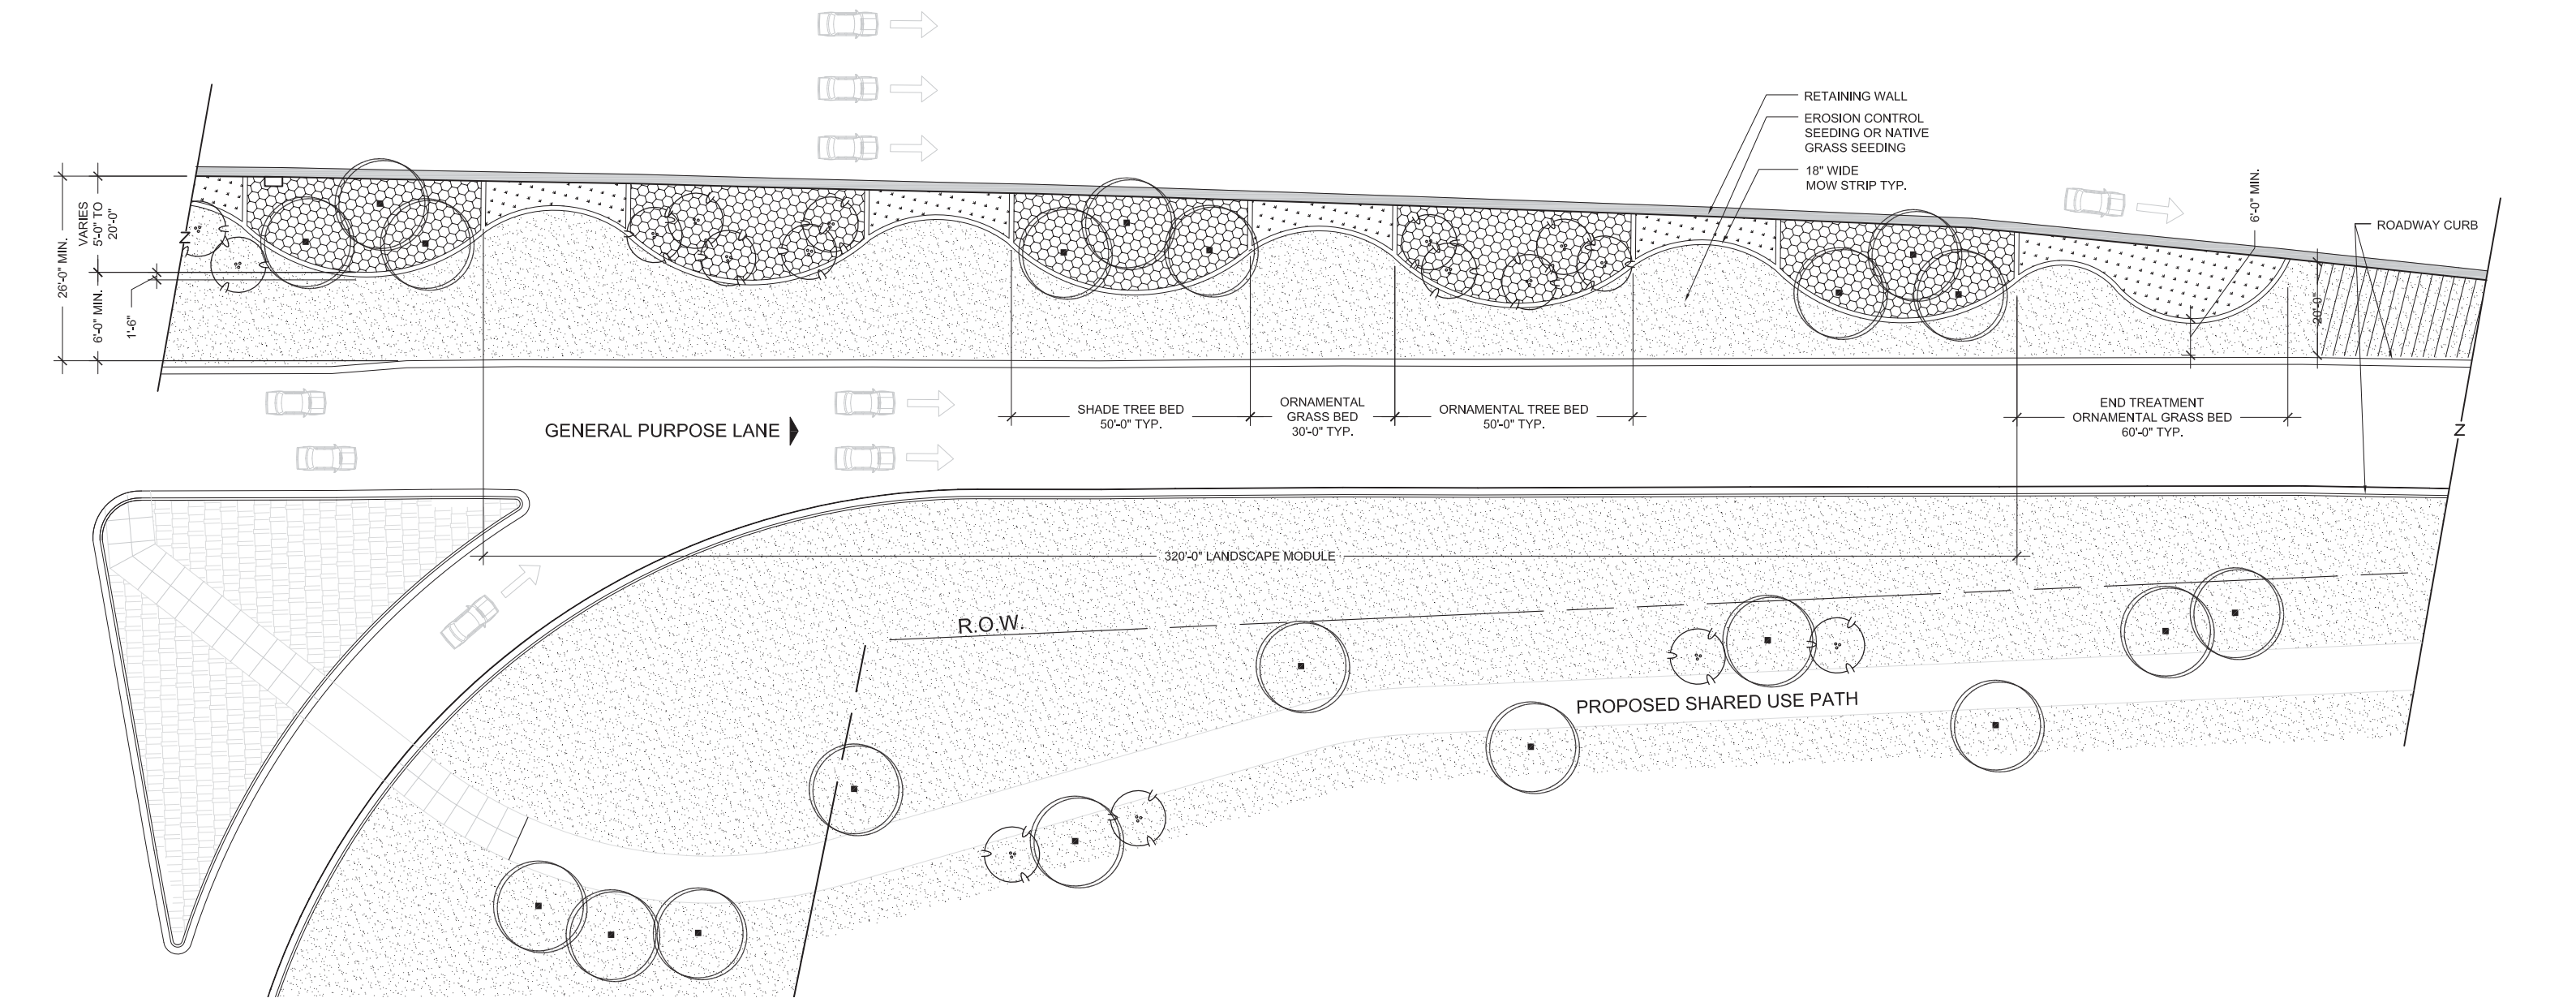 RETAINING WALL
EROSION CONTROL
SEEDING OR NATIVE
GRASS SEEDING
18" WIDE
MOW STRIP TYP.
6'-0" MIN.
ROADWAY CURB
26'-0" MIN.
VARIES
5'-0" TO
20'-0"
6'-0" MIN.
1'-6"
20'-0"
Z
Z
GENERAL PURPOSE LANE
SHADE TREE BED
50'-0" TYP.
ORNAMENTAL
GRASS BED
30'-0" TYP.
ORNAMENTAL TREE BED
50'-0" TYP.
END TREATMENT
ORNAMENTAL GRASS BED
60'-0" TYP.
320'-0" LANDSCAPE MODULE
R.O.W.
PROPOSED SHARED USE PATH